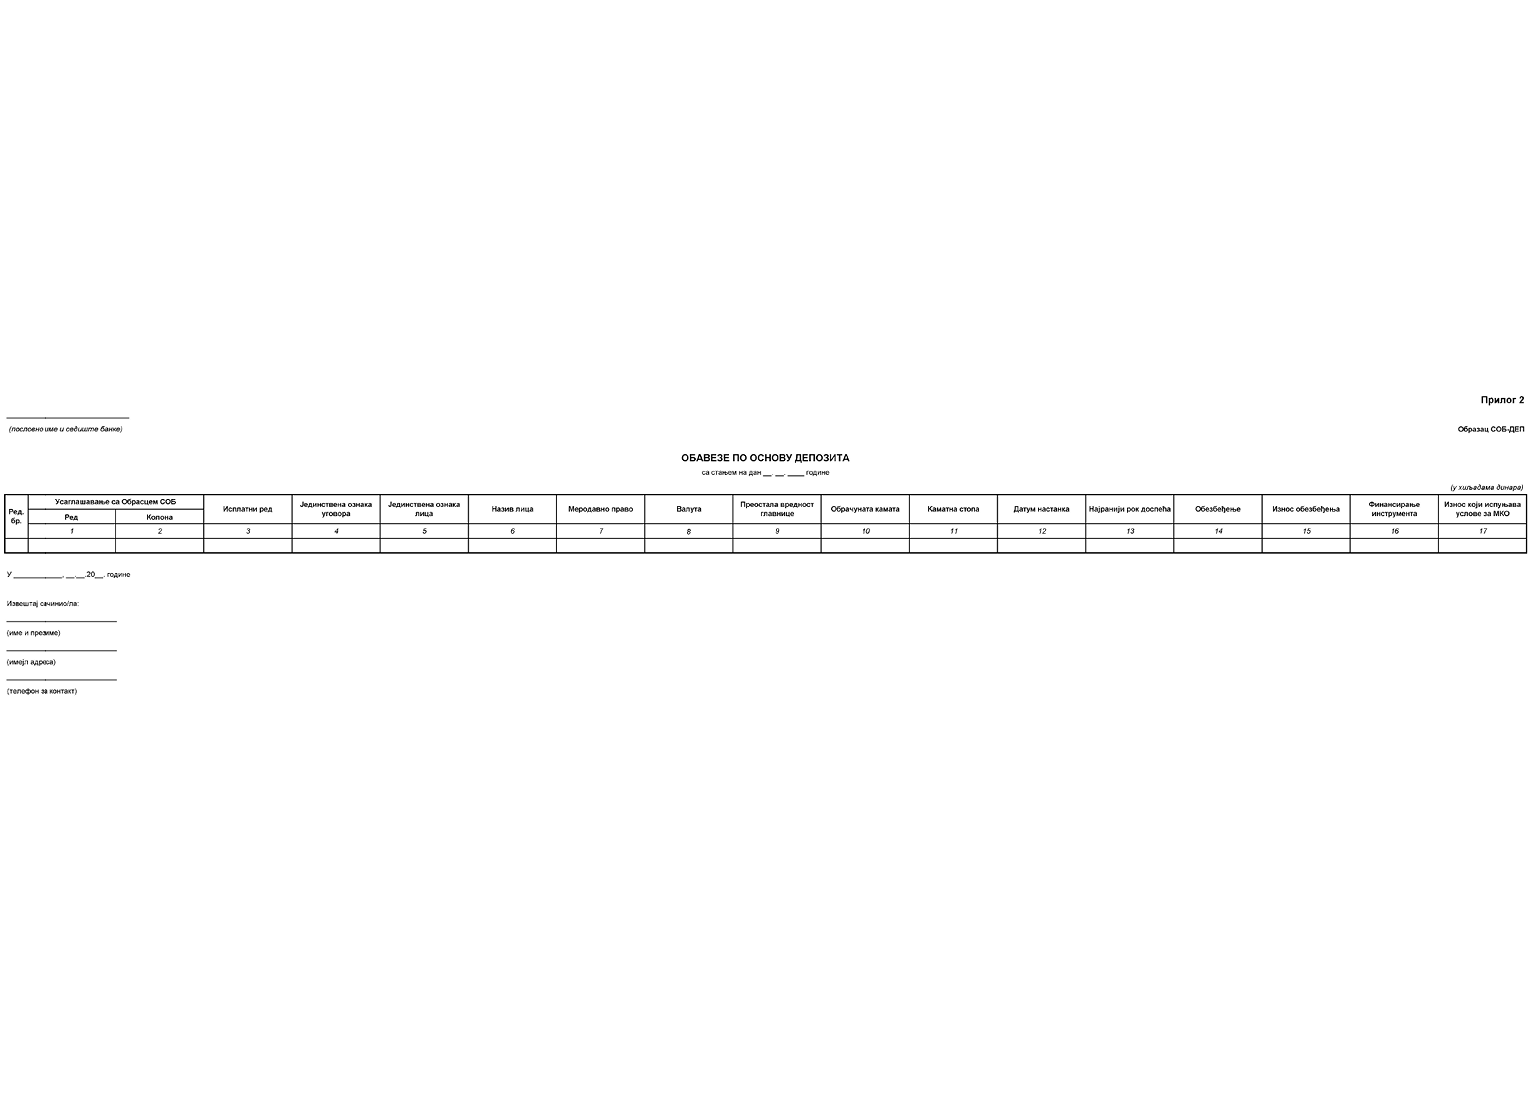 Прилог 2
(пословно име и седиште банке)
Образац СОБ-ДЕП
ОБАВЕЗЕ ПО ОСНОВУ ДЕПОЗИТА
са стањем на дан __. __. ____ године
(у хиљадама динара)
Ред. бр.
Усаглашавање са Обрасцем СОБ
Ред
Колона
Исплатни ред
Јединствена ознака уговора
Јединствена ознака лица
Назив лица
Меродавно право
Валута
Преостала вредност главнице
Обрачуната камата
Каматна стопа
Датум настанка
Најранији рок доспећа
Обезбеђење
Износ обезбеђења
Финансирање инструмента
Износ који испуњава услове за МКО
1 2 3 4 5 6 7 8 9 10 11 12 13 14 15 16 17
У ____________, __.__.20__. године
Извештај сачинио/ла:
(име и презиме)
(имејл адреса)
(телефон за контакт)